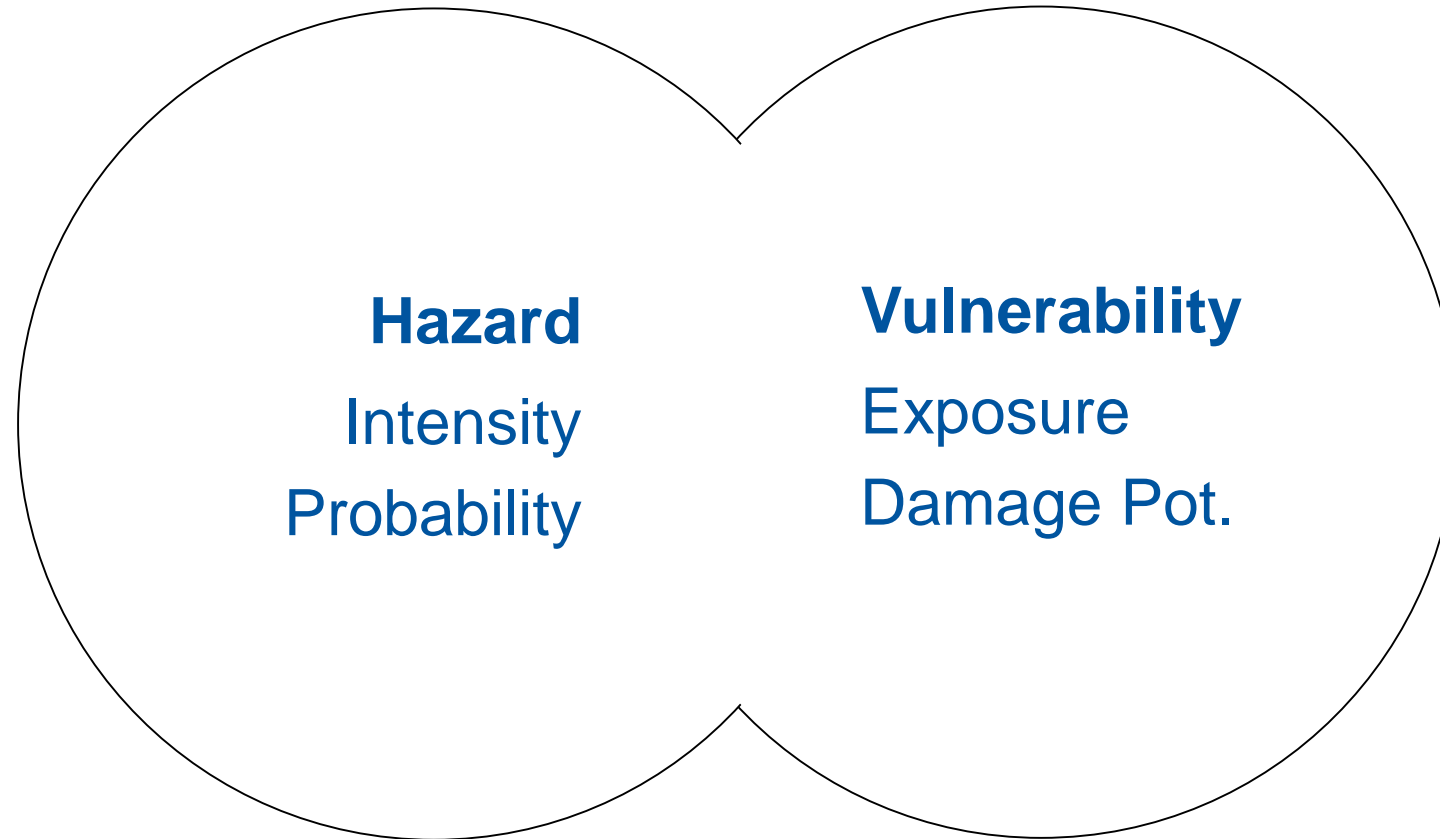 Hazard
Intensity
Probability
Vulnerability
Exposure
Damage Pot.